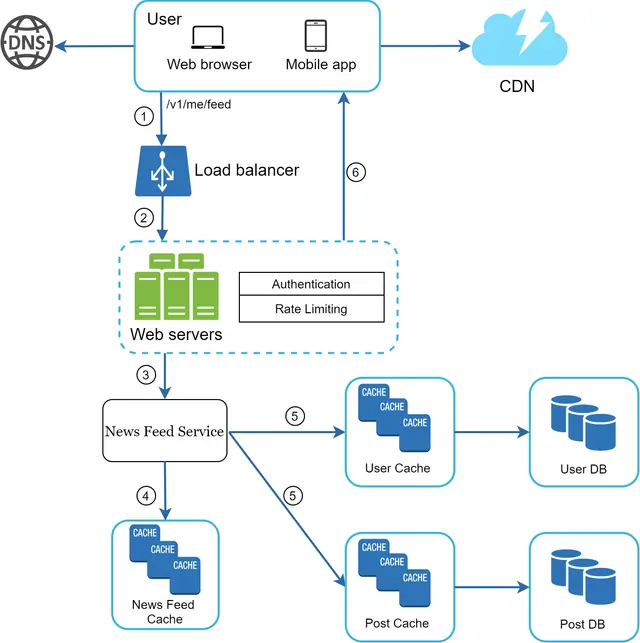 User
DNS
Web browser
Mobile app
CDN
/v1/me/feed
1
Load balancer
6
2
Authentication
Rate Limiting
Web servers
3
News Feed Service
5
CACHE
CACHE
CACHE
User Cache
User DB
4
5
CACHE
CACHE
CACHE
News Feed
Cache
CACHE
CACHE
CACHE
Post Cache
Post DB